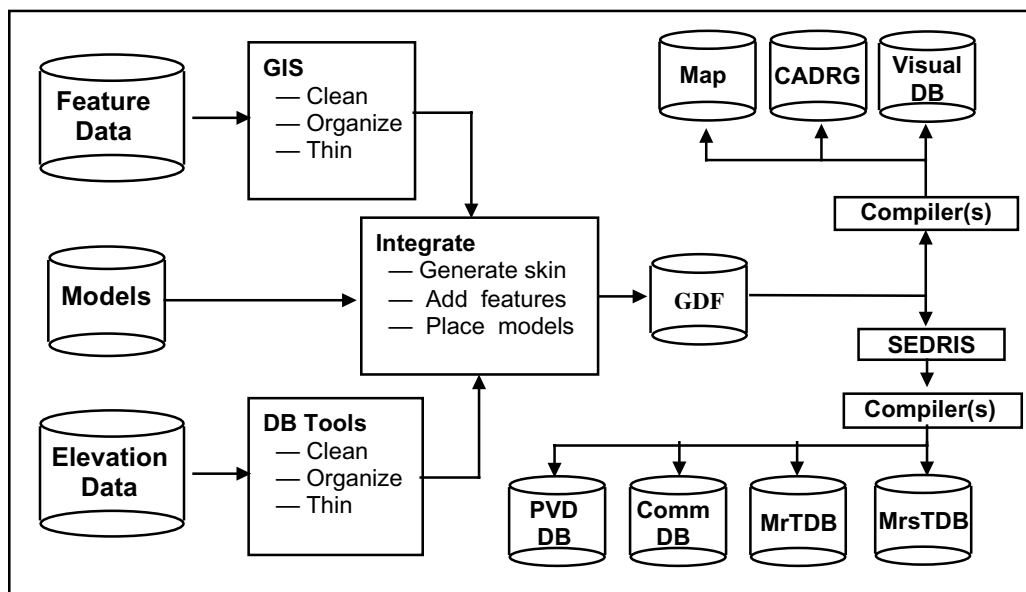 Feature
Data
GIS
— Clean
— Organize
— Thin
Models
Elevation
Data
DB Tools
— Clean
— Organize
— Thin
Integrate
— Generate skin
— Add features
— Place models
GDF
Map
CADRG
Visual
DB
Compiler(s)
SEDRIS
Compiler(s)
PVD
DB
Comm
DB
MrTDB
MrsTDB